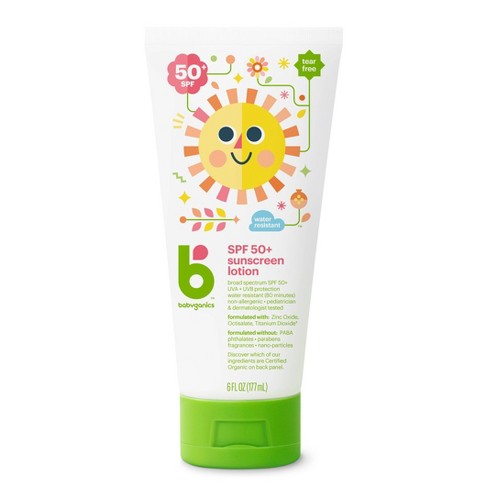 50+
SPF
tear
free
water
resistant
SPF 50+
sunscreen
lotion
babyganics
broad spectrum SPF 50+
UVA + UVB protection
water resistant (80 minutes)
non-allergenic • pediatrician
& dermatologist tested
formulated with: Zinc Oxide,
Octisalate, Titanium Dioxide*
formulated without: PABA
phthalates • parabens
fragrances • nano particles
Discover which of our
ingredients are Certified
Organic on back panel.
6 FL OZ (177 mL)